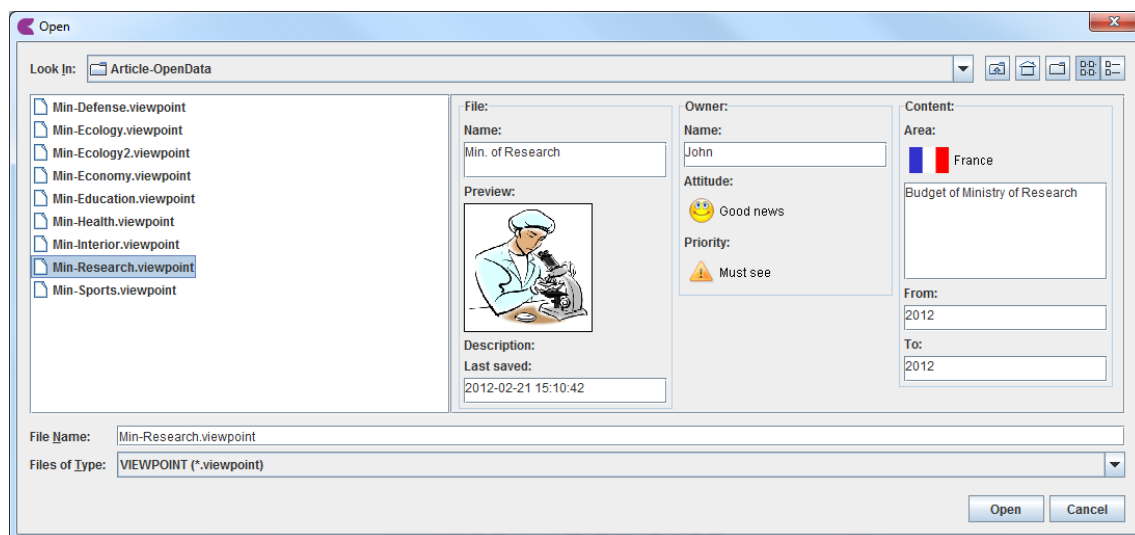 Open
Look In: Article-OpenData
Min-Defense.viewpoint
Min-Ecology.viewpoint
Min-Ecology2.viewpoint
Min-Economy.viewpoint
Min-Education.viewpoint
Min-Health.viewpoint
Min-Interior.viewpoint
Min-Research.viewpoint
Min-Sports.viewpoint
File:
Name:
Min. of Research
Preview:
Description:
Last saved:
2012-02-21 15:10:42
Owner:
Name:
John
Attitude:
Good news
Priority:
Must see
Content:
Area:
France
Budget of Ministry of Research
From:
2012
To:
2012
File Name: Min-Research.viewpoint
Files of Type: VIEWPOINT (*.viewpoint)
Open Cancel